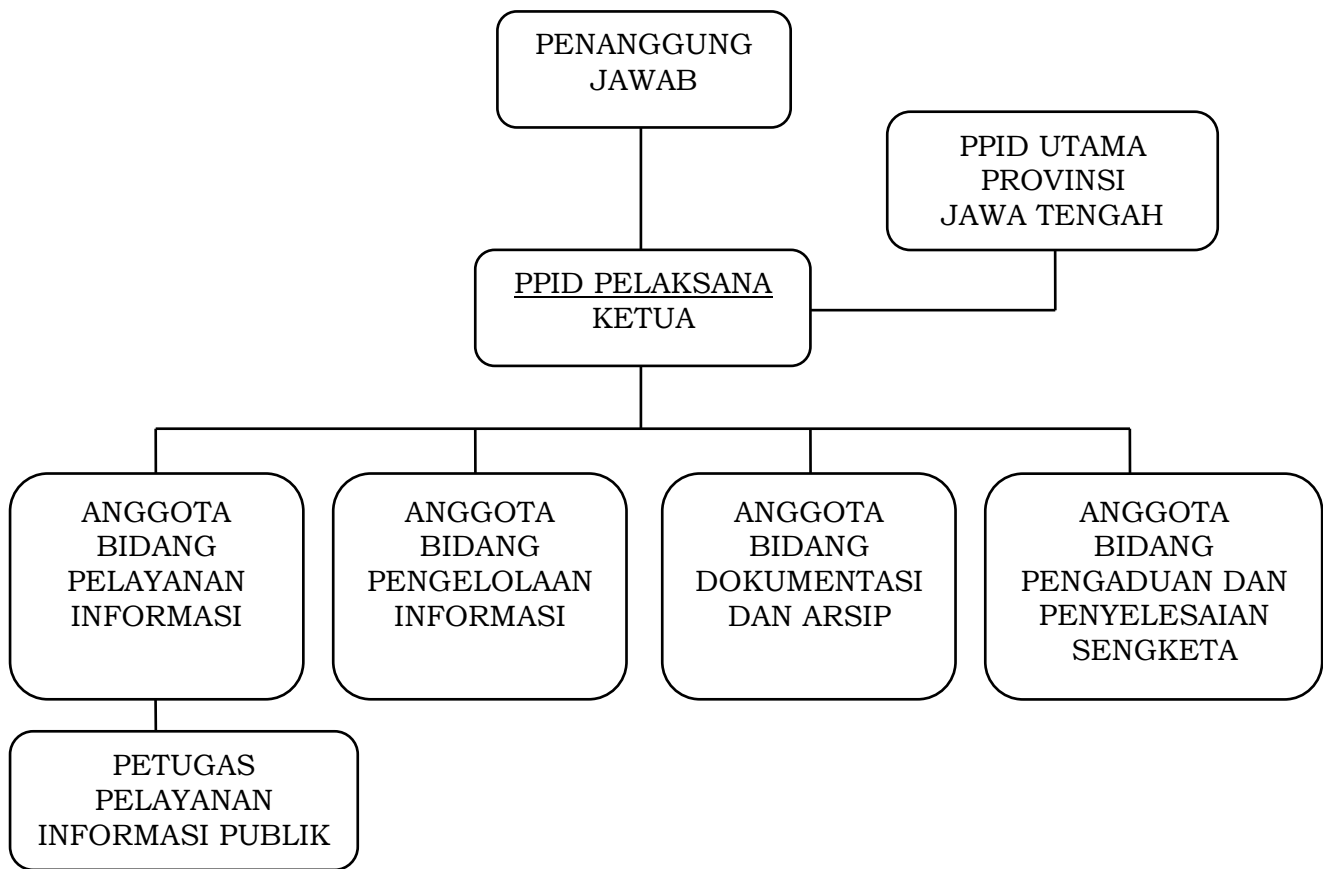 PENANGGUNG
JAWAB
PPID UTAMA
PROVINSI
JAWA TENGAH
PPID PELAKSANA
KETUA
ANGGOTA
BIDANG
PELAYANAN
INFORMASI
ANGGOTA
BIDANG
PENGELOLAAN
INFORMASI
ANGGOTA
BIDANG
DOKUMENTASI
DAN ARSIP
ANGGOTA
BIDANG
PENGADUAN DAN
PENYELESAIAN
SENGKETA
PETUGAS
PELAYANAN
INFORMASI PUBLIK